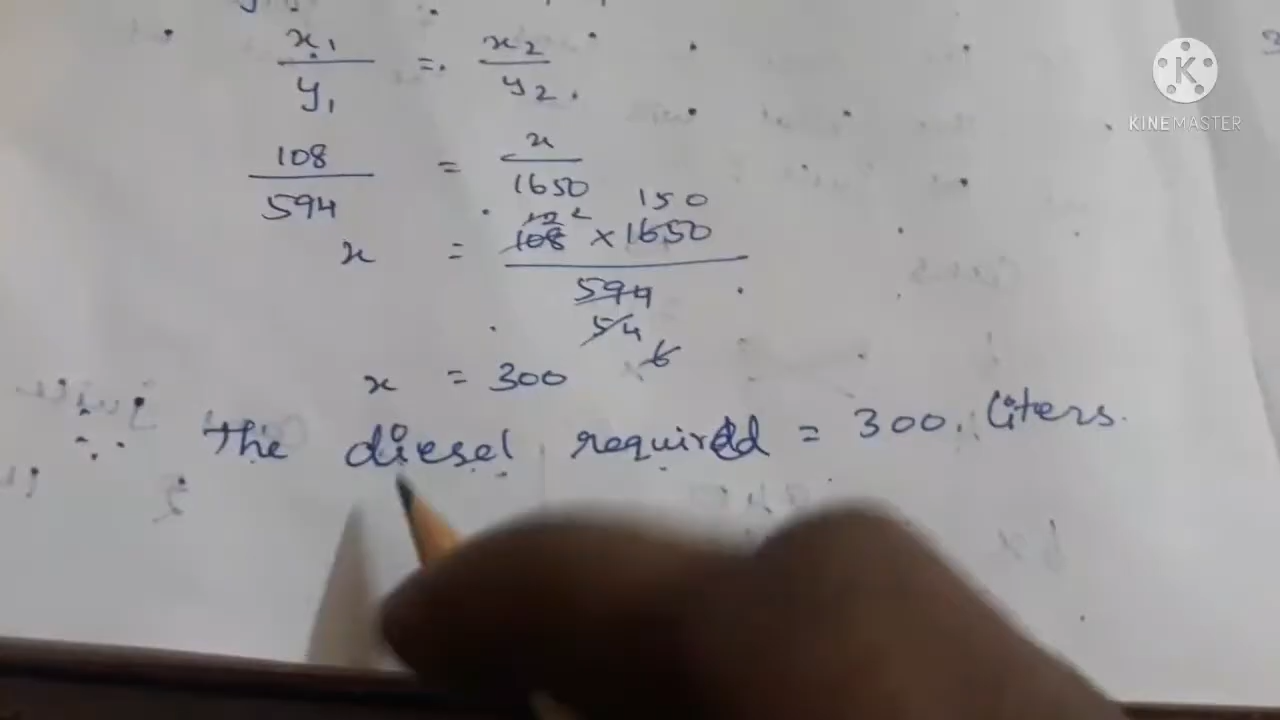 x₁/y₁ = x₂/y₂
108/594 = x/1650
x = 108 × 1650 / 594
12 2 150
54
6
x = 300
∴ The diesel required = 300. liters.
KINEMASTER